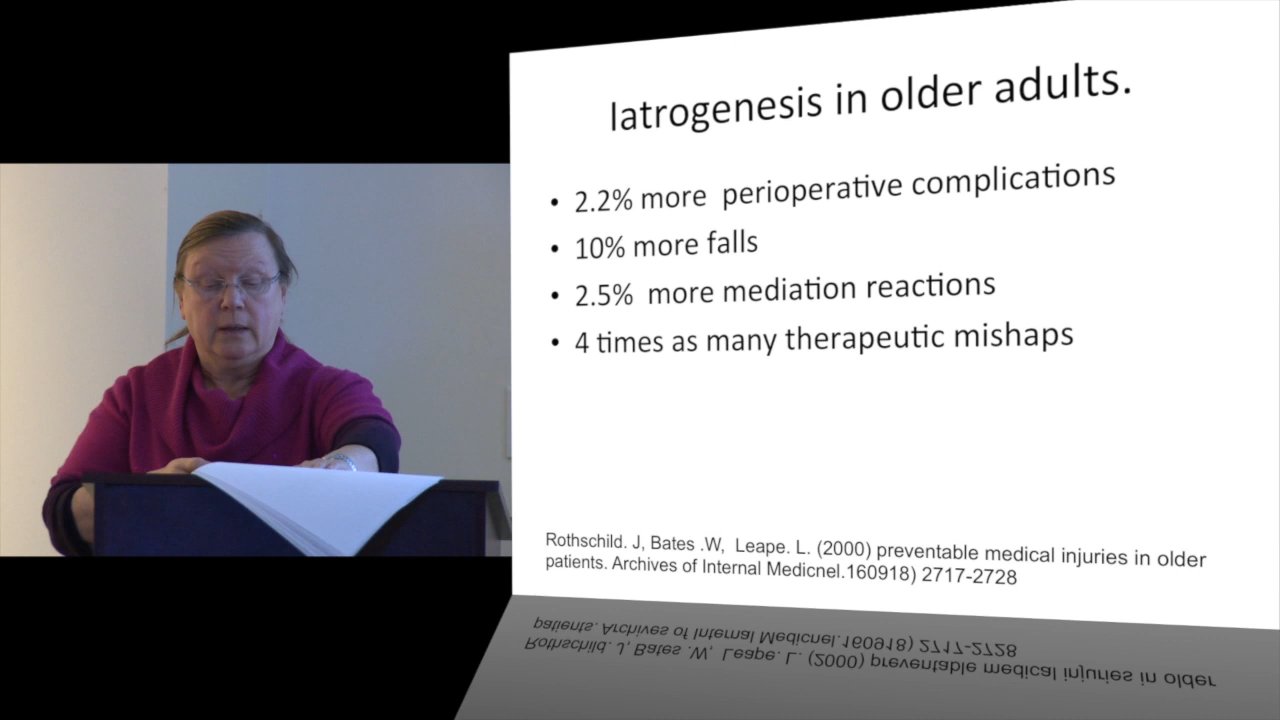 Iatrogenesis in older adults.
• 2.2% more perioperative complications
• 10% more falls
• 2.5% more mediation reactions
• 4 times as many therapeutic mishaps
Rothschild. J, Bates .W, Leape. L. (2000) preventable medical injuries in older
patients. Archives of Internal Medicnel.160918) 2717-2728